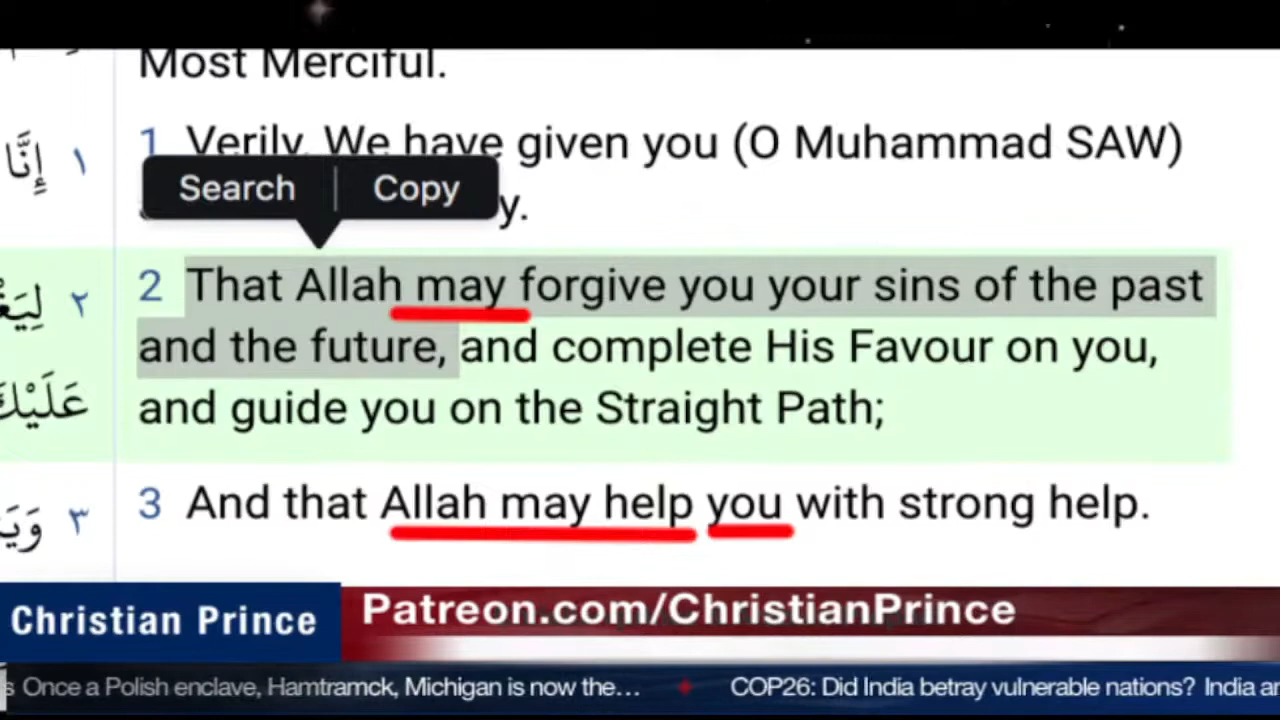 Most Merciful.
إِنَّا ١ 1 Verily, We have given you (O Muhammad SAW)
Search Copy
y.
٢ 2 That Allah may forgive you your sins of the past
and the future, and complete His Favour on you,
عَلَيْكَ and guide you on the Straight Path;
٣ 3 And that Allah may help you with strong help.
Christian Prince Patreon.com/ChristianPrince
s Once a Polish enclave, Hamtramck, Michigan is now the... COP26: Did India betray vulnerable nations? India ar